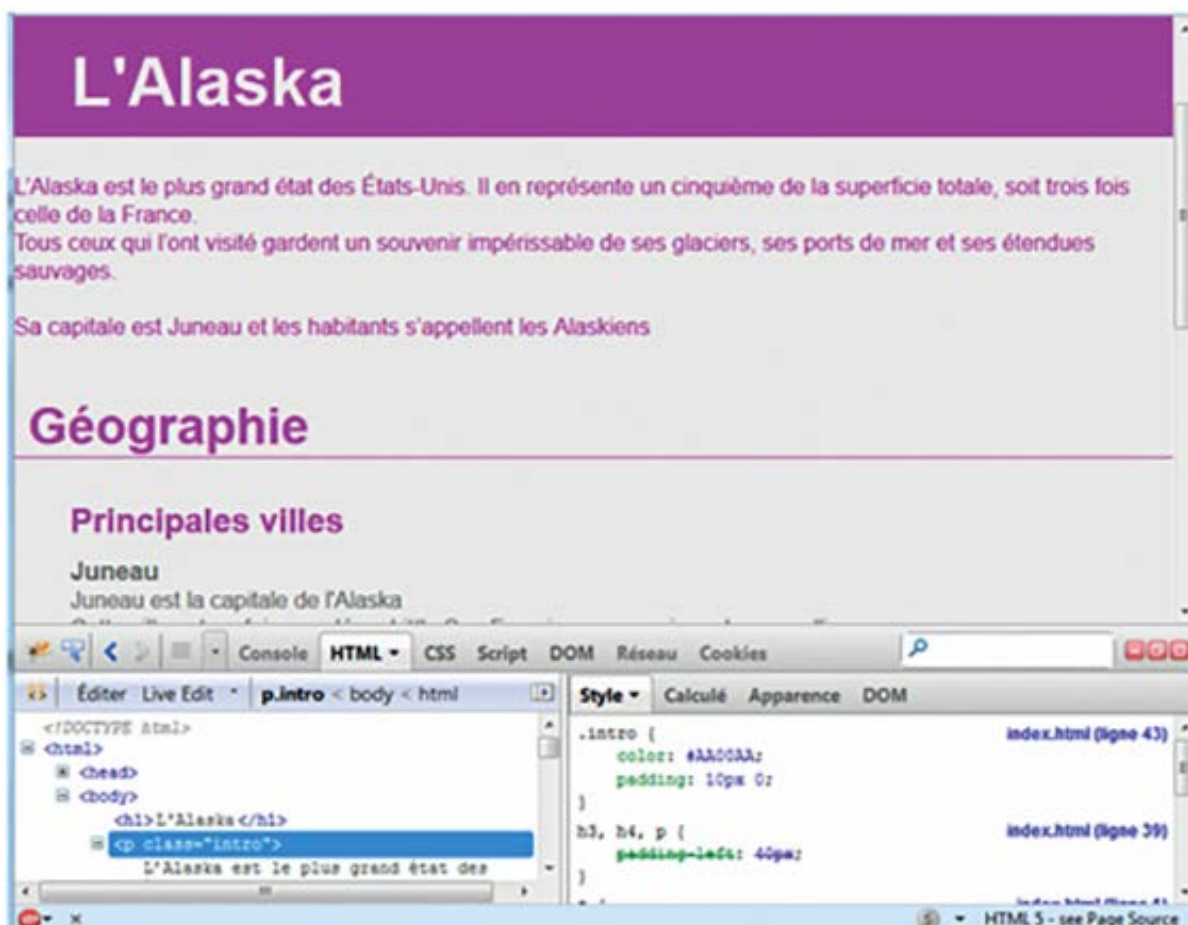 L'Alaska
L'Alaska est le plus grand état des États-Unis. Il en représente un cinquième de la superficie totale, soit trois fois
celle de la France.
Tous ceux qui l'ont visité gardent un souvenir impérissable de ses glaciers, ses ports de mer et ses étendues
sauvages.
Sa capitale est Juneau et les habitants s'appellent les Alaskiens
Géographie
Principales villes
Juneau
Juneau est la capitale de l'Alaska
Console HTML CSS Script DOM Réseau Cookies
Éditer Live Edit p.intro < body < html
<!DOCTYPE html>
<html>
<head>
<body>
<h1>L'Alaska</h1>
<p class="intro">
L'Alaska est le plus grand état des
Style Calculé Apparence DOM
.intro { index.html (ligne 43)
color: #AA00AA;
padding: 10px 0;
}
h3, h4, p { index.html (ligne 39)
padding-left: 40px;
}
HTML 5 - see Page Source